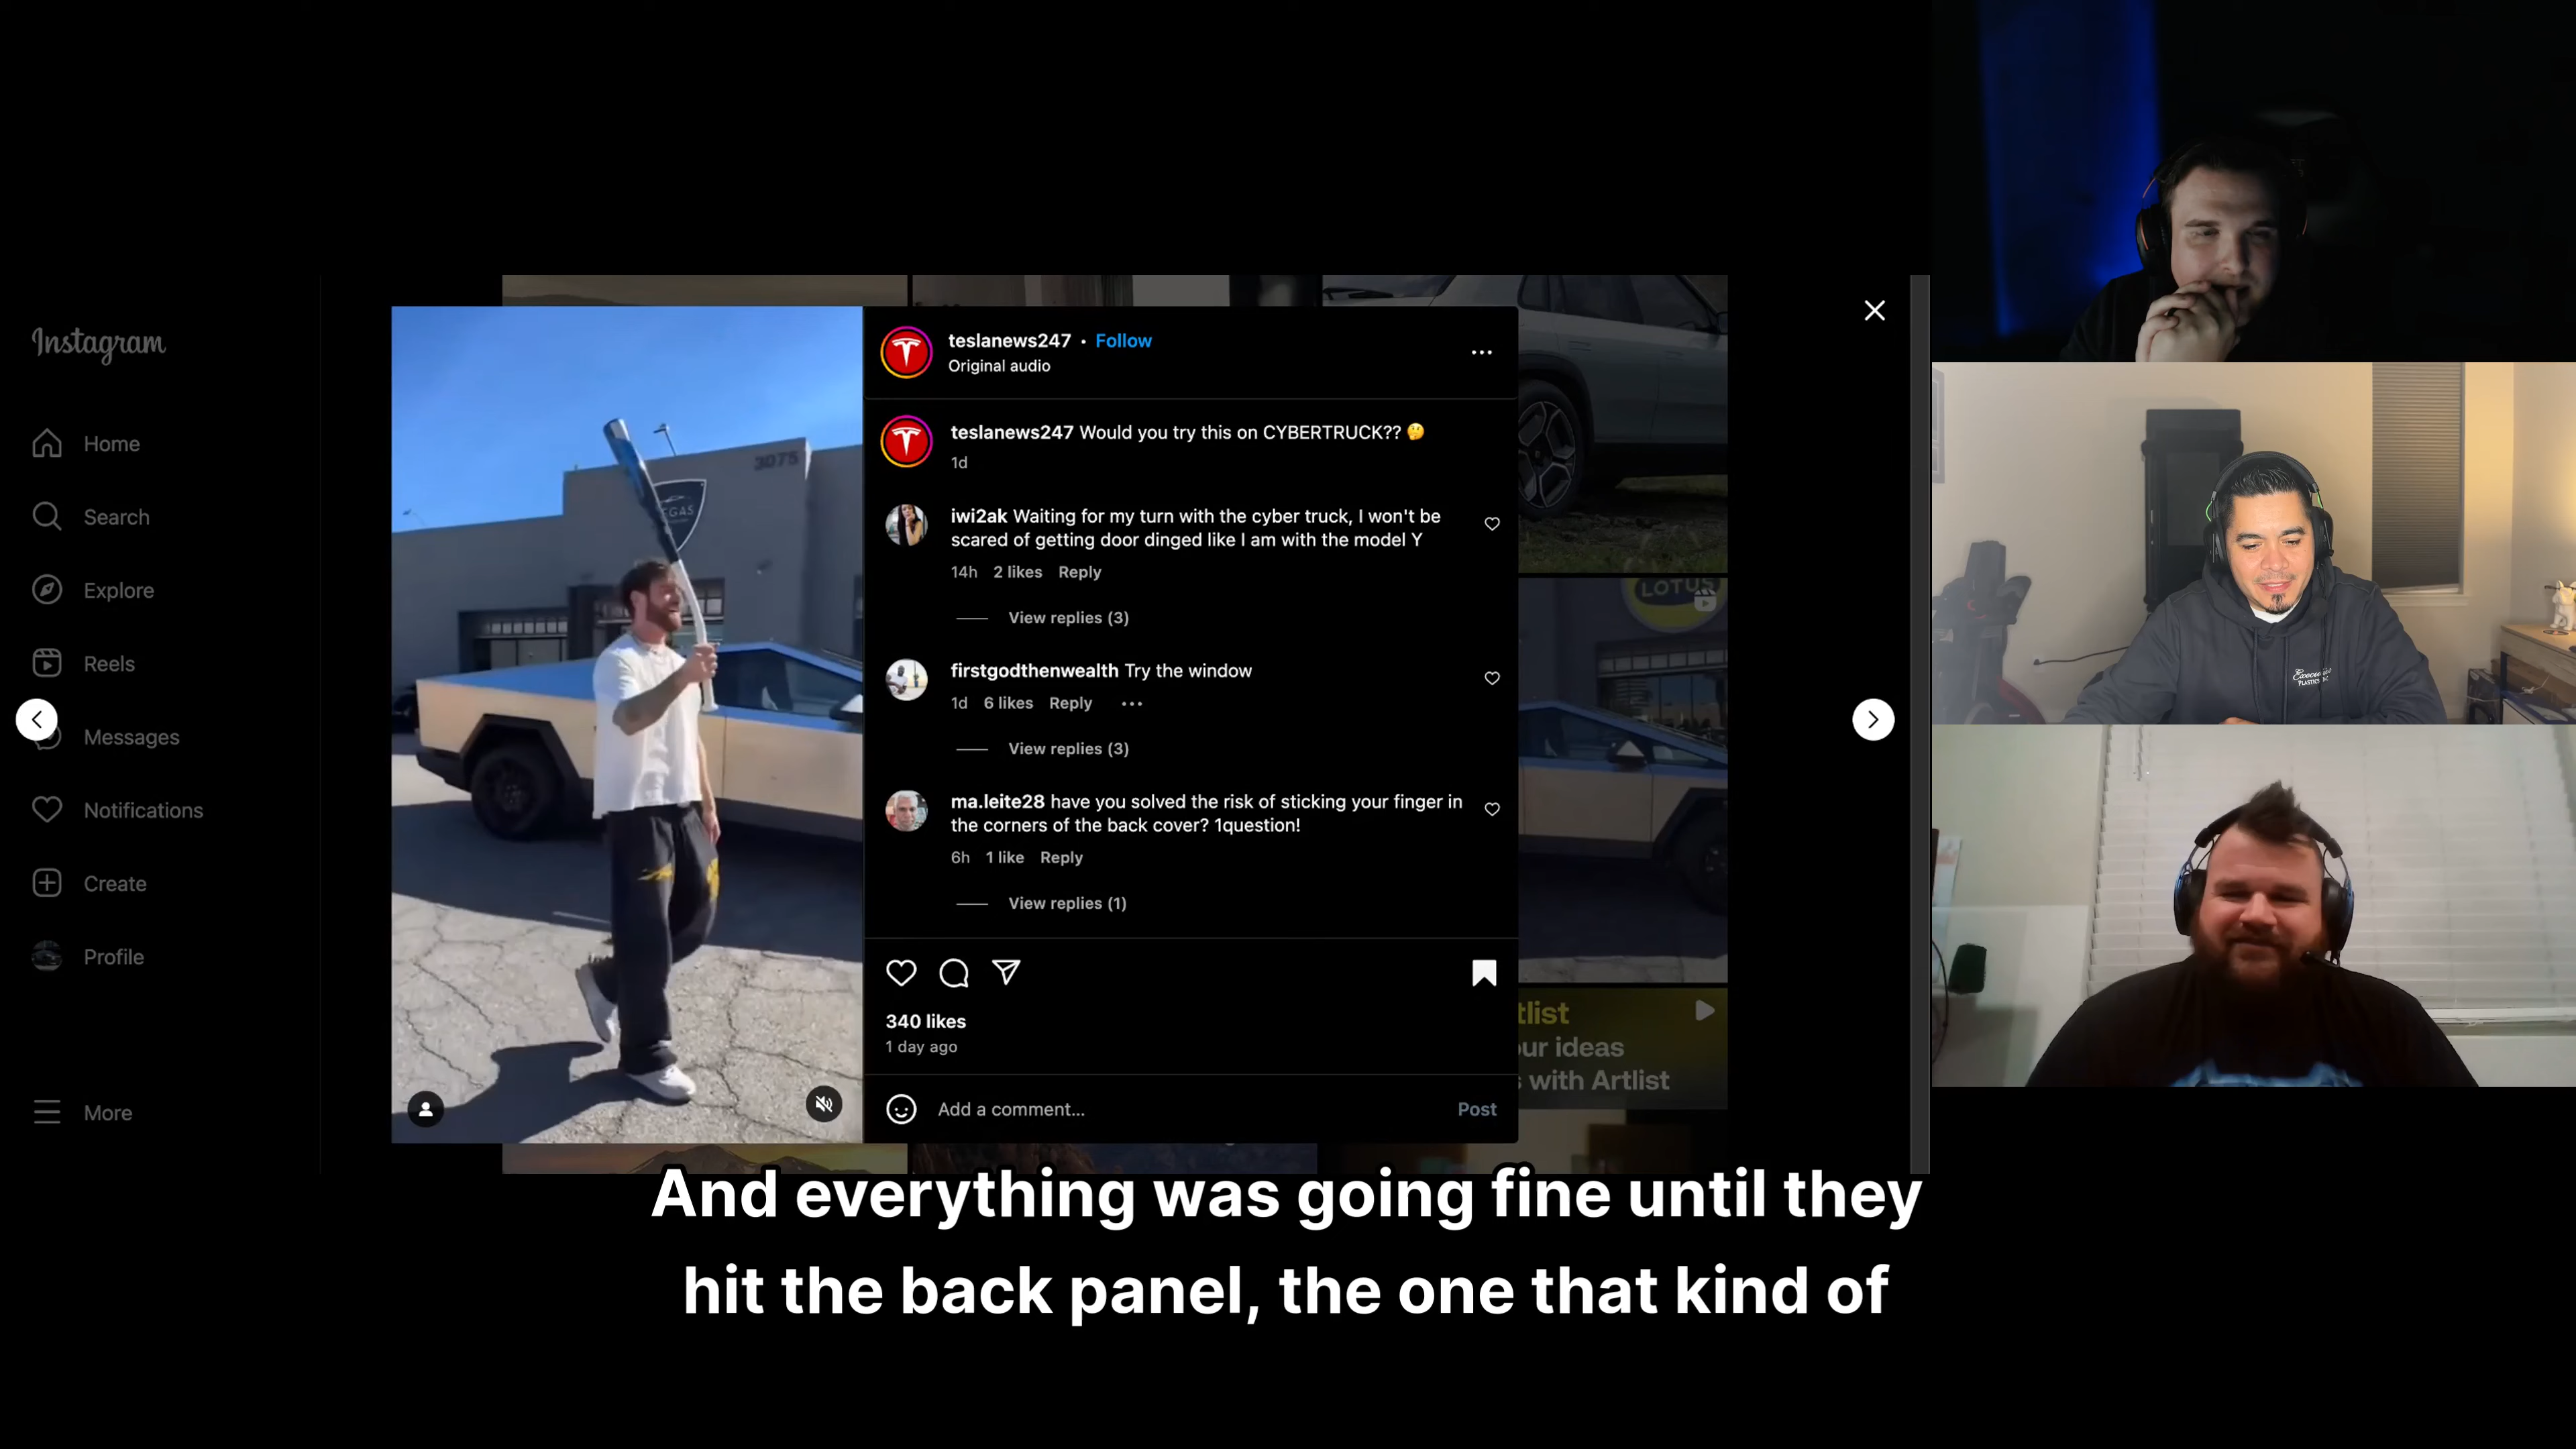 Instagram
Home
Search
Explore
Reels
Messages
Notifications
Create
Profile
More
3075
teslanews247 • Follow
Original audio
teslanews247 Would you try this on CYBERTRUCK?? 🤔
1d
iwi2ak Waiting for my turn with the cyber truck, I won't be
scared of getting door dinged like I am with the model Y
14h 2 likes Reply
View replies (3)
firstgodthenwealth Try the window
1d 6 likes Reply
View replies (3)
ma.leite28 have you solved the risk of sticking your finger in
the corners of the back cover? 1question!
6h 1 like Reply
View replies (1)
340 likes
1 day ago
Add a comment... Post
LOTUS
with Artlist
And everything was going fine until they
hit the back panel, the one that kind of